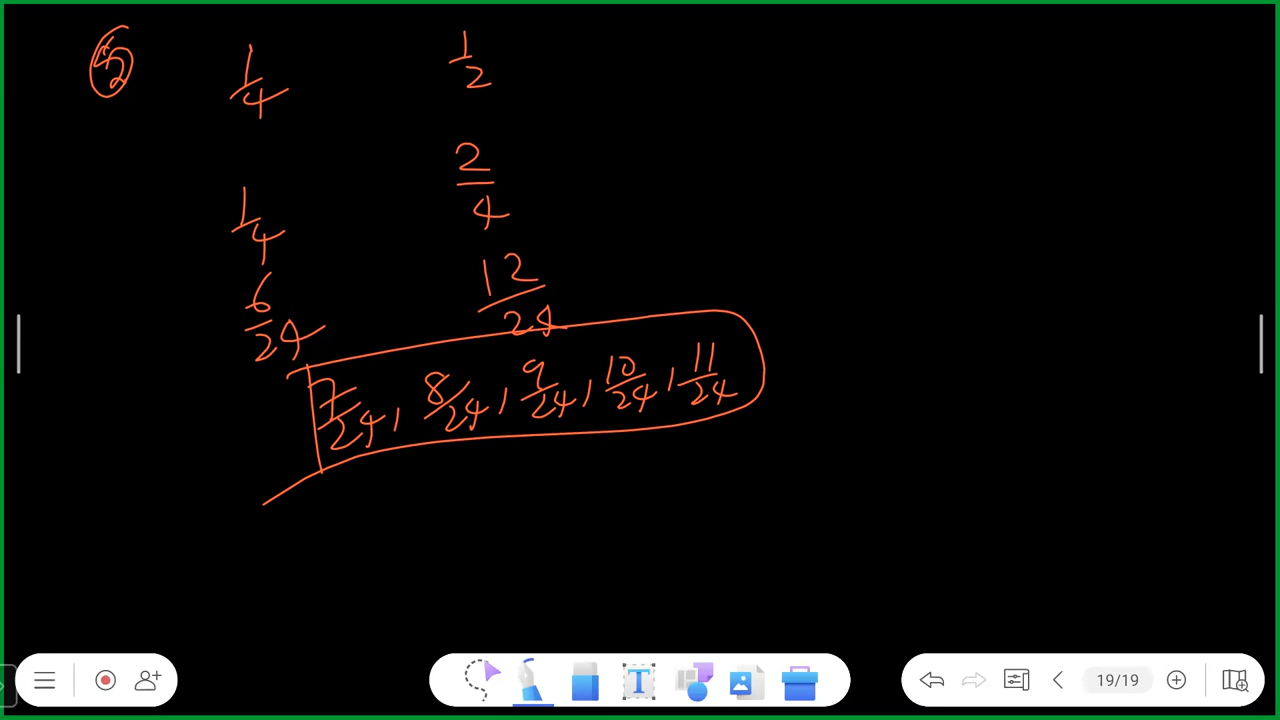 1/4 1/2
1/4 2/4
6/24 12/24
7/24, 8/24, 9/24, 10/24, 11/24
T 19/19